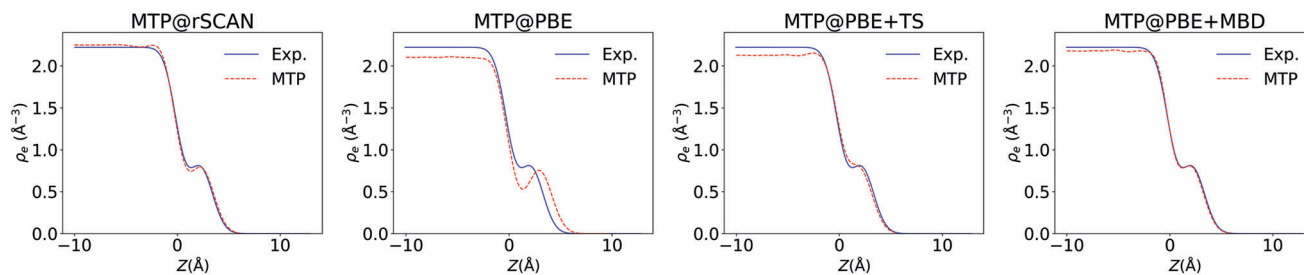 MTP@rSCAN
ρe (Å⁻³)
2.0
1.5
1.0
0.5
0.0
Exp.
MTP
−10
0
10
Z(Å)
MTP@PBE
ρe (Å⁻³)
2.0
1.5
1.0
0.5
0.0
Exp.
MTP
−10
0
10
Z(Å)
MTP@PBE+TS
ρe (Å⁻³)
2.0
1.5
1.0
0.5
0.0
Exp.
MTP
−10
0
10
Z(Å)
MTP@PBE+MBD
ρe (Å⁻³)
2.0
1.5
1.0
0.5
0.0
Exp.
MTP
−10
0
10
Z(Å)